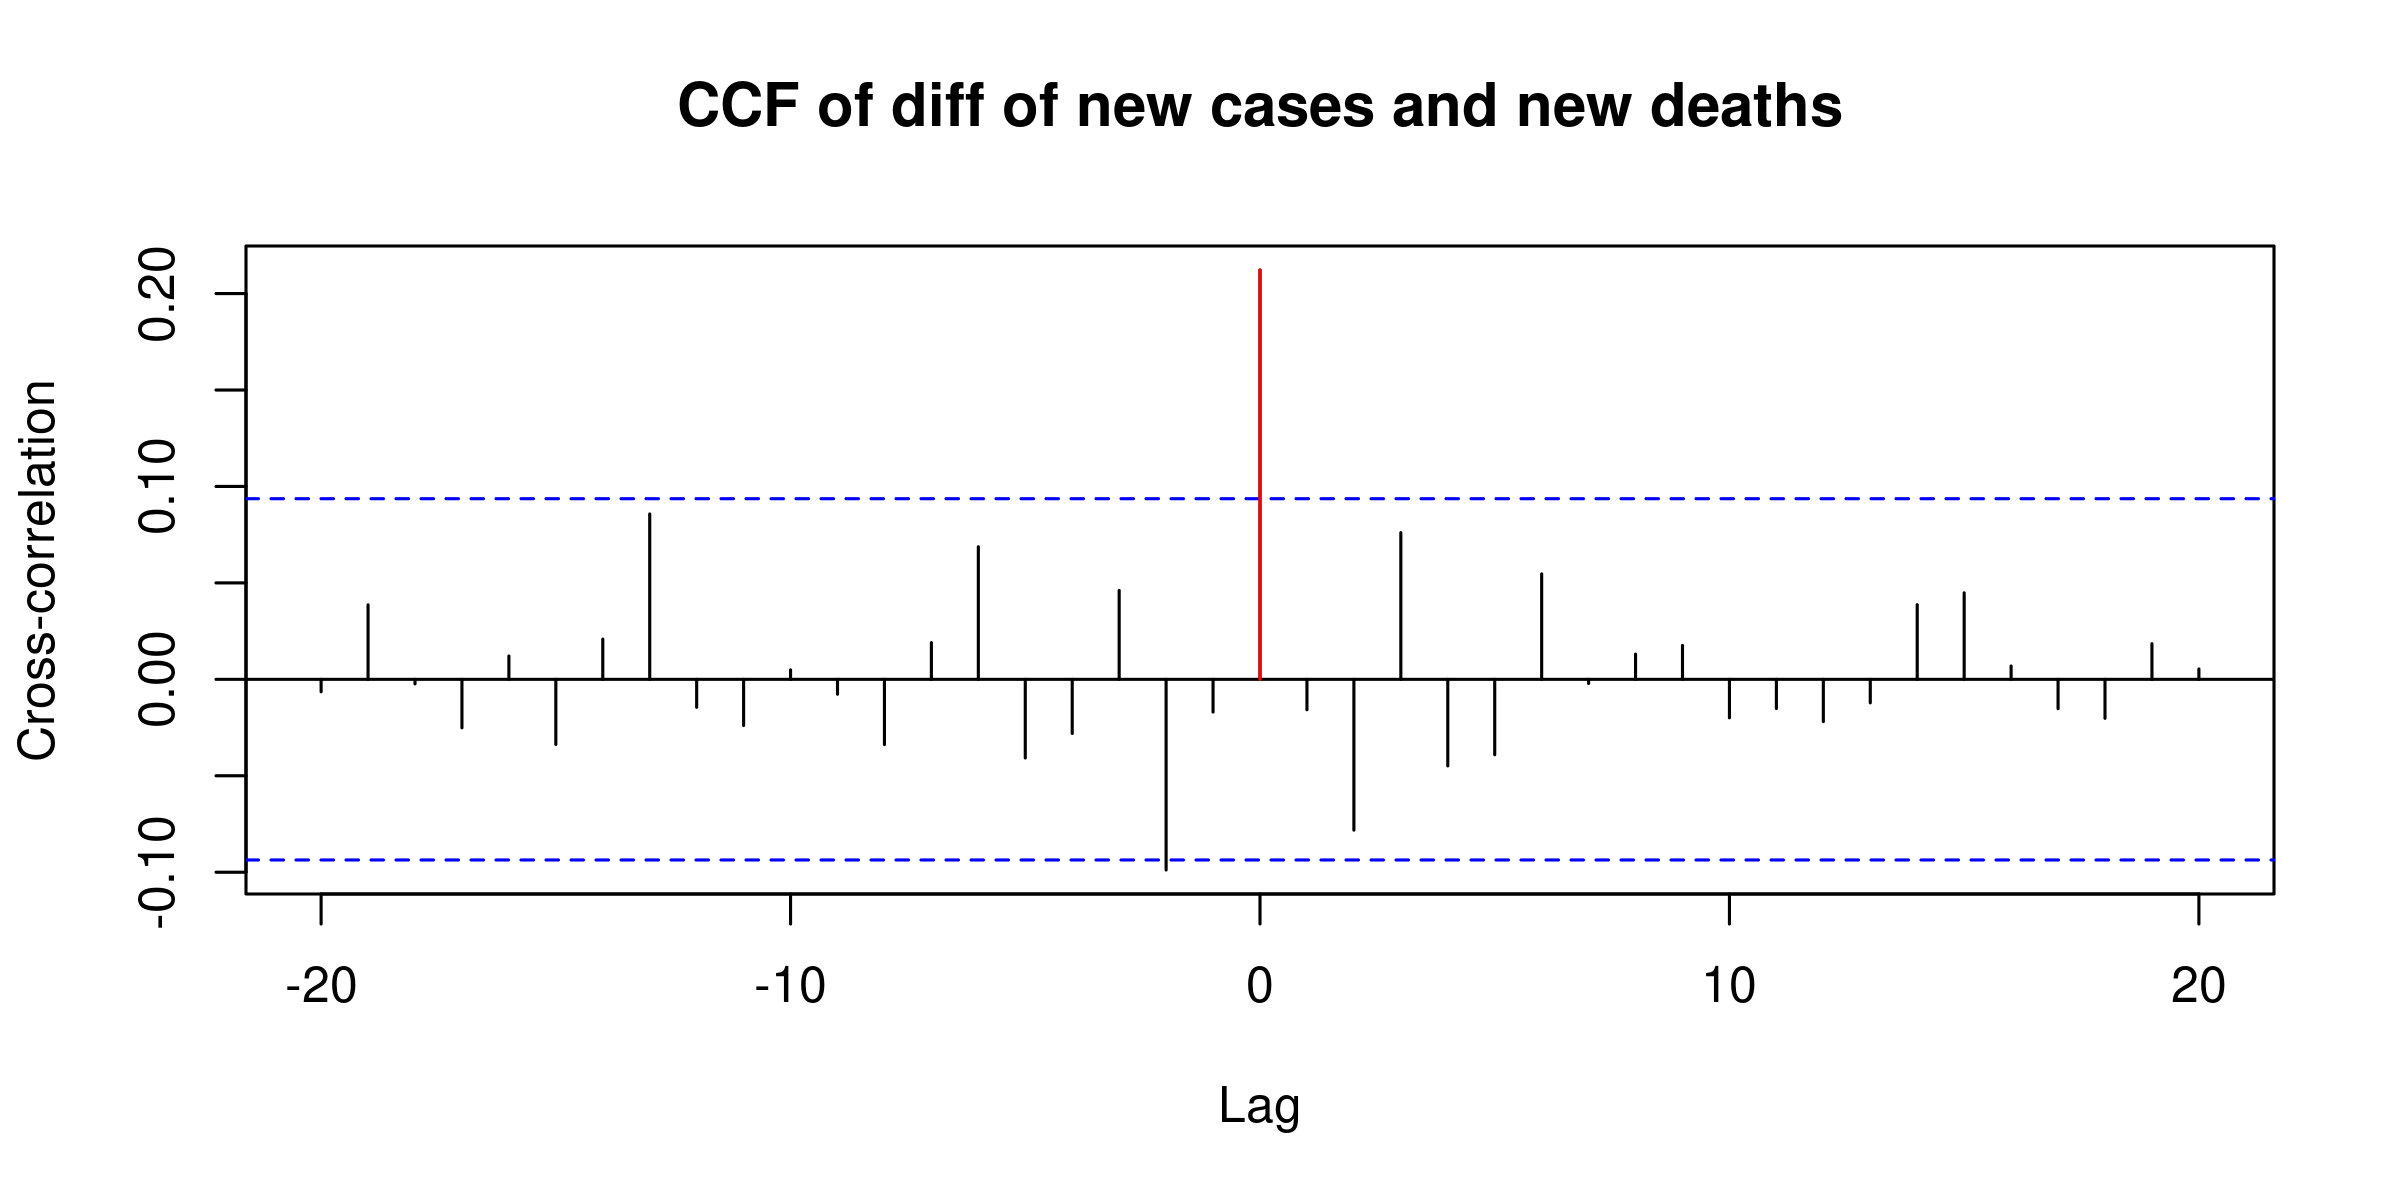 CCF of diff of new cases and new deaths
Cross-correlation
0.20
0.10
0.00
-0.10
-20 -10 0 10 20
Lag